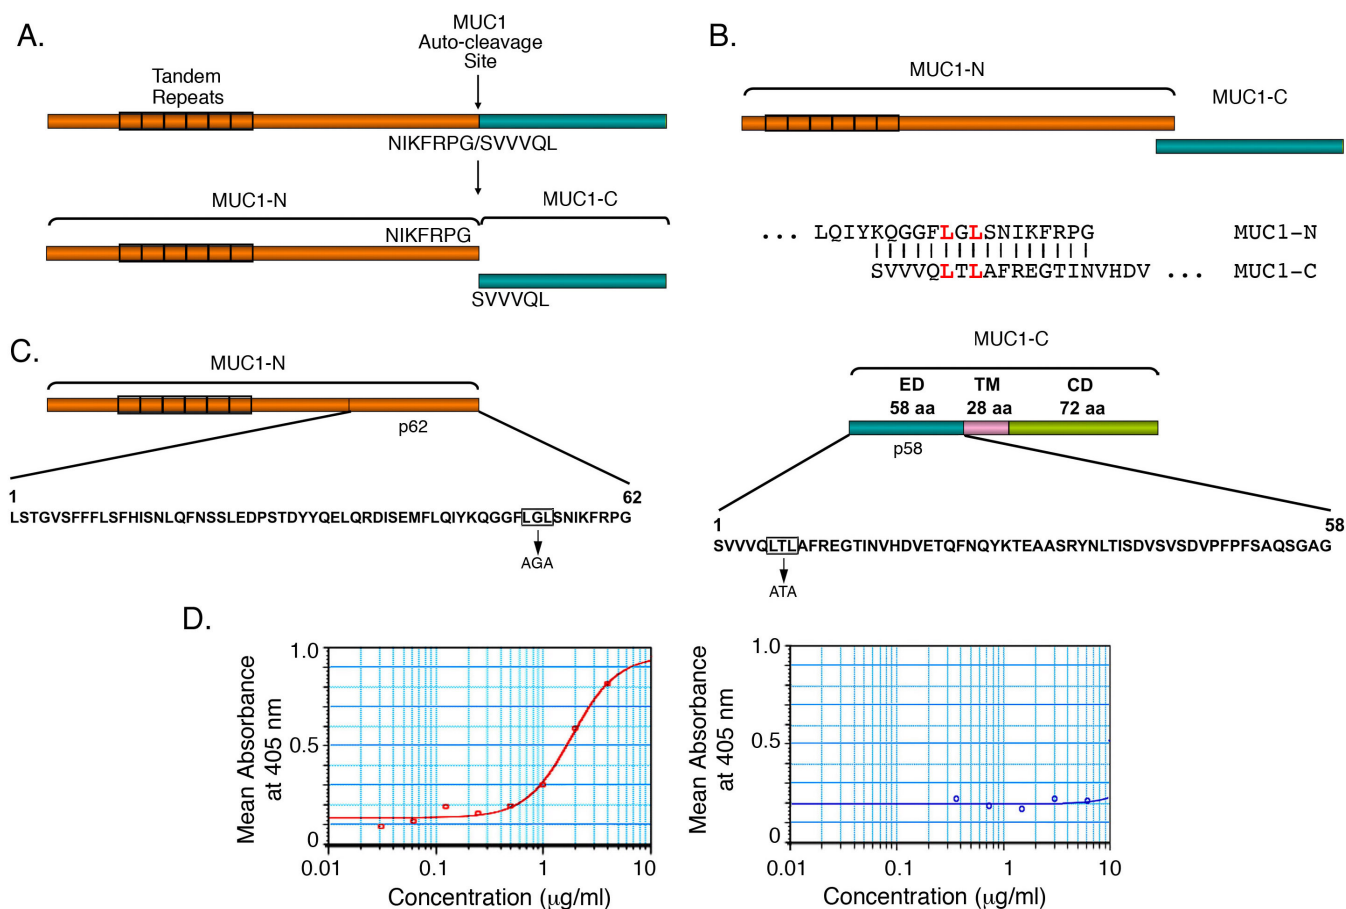 A.
MUC1
Auto-cleavage
Site
Tandem
Repeats
NIKFRPG/SVVVQL
MUC1-N
MUC1-C
NIKFRPG
SVVVQL
B.
MUC1-N
MUC1-C
... LQIYKQGGFLGLSNIKFRPG MUC1-N
SVVVQLTLAFREGTINVHDV ... MUC1-C
C.
MUC1-N
p62
1 62
LSTGVSFFFLSFHISNLQFNSSLEDPSTDYYQELQRDISEMFLQIYKQGGFLGLSNIKFRPG
AGA
MUC1-C
ED TM CD
58 aa 28 aa 72 aa
p58
1 58
SVVVQLTLAFREGTINVHDVETQFNQYKTEAASRYNLTISDVSVSDVPFPFSAQSGAG
ATA
D.
Mean Absorbance
at 405 nm
1.0
0.5
0
0.01 0.1 1 10
Concentration (μg/ml)
Mean Absorbance
at 405 nm
1.0
0.5
0
0.01 0.1 1 10
Concentration (μg/ml)